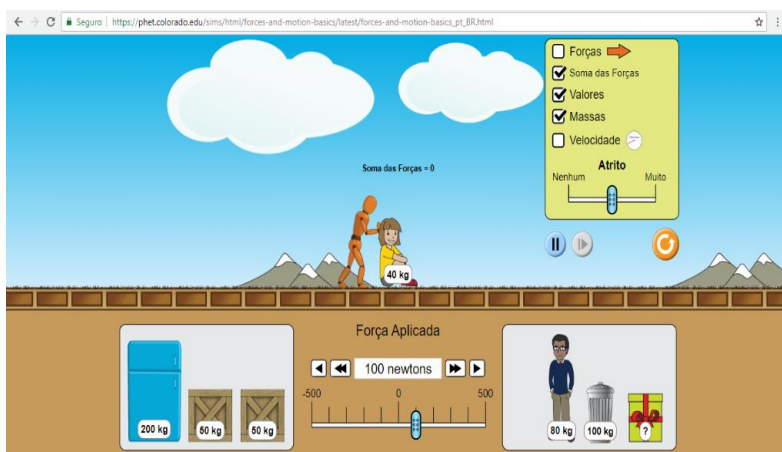 Seguro
https://phet.colorado.edu/sims/html/forces-and-motion-basics/latest/forces-and-motion-basics_pt_BR.html
Forças
Soma das Forças
Valores
Massas
Velocidade
Atrito
Nenhum Muito
Soma das Forças = 0
40 kg
Força Aplicada
100 newtons
-500 0 500
200 kg
50 kg
50 kg
80 kg
100 kg
?